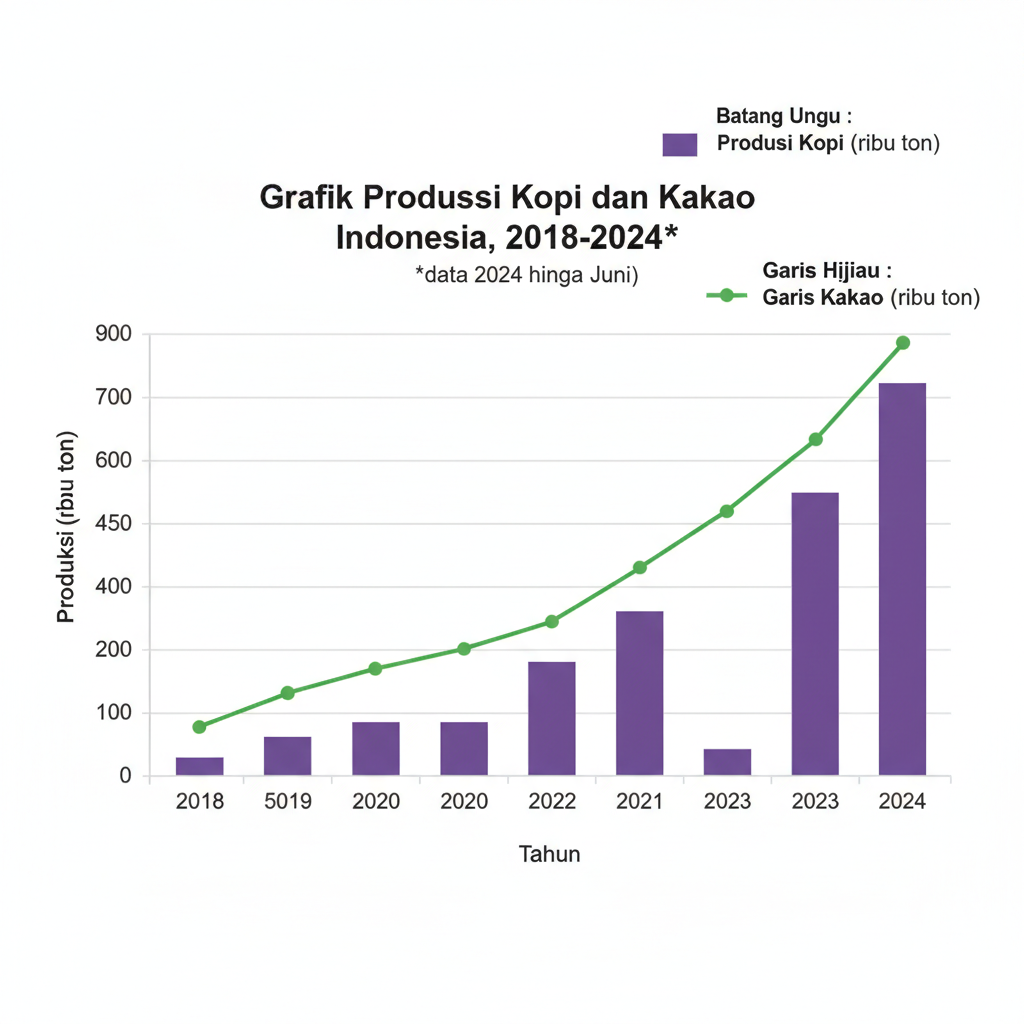 Batang Ungu :
Produsi Kopi (ribu ton)
Grafik Produssi Kopi dan Kakao
Indonesia, 2018-2024*
*data 2024 hinga Juni)
Garis Hijiau :
Garis Kakao (ribu ton)
Produksi (rbıu ton)
900
700
600
450
400
200
100
0
2018 5019 2020 2020 2022 2021 2023 2023 2024
Tahun